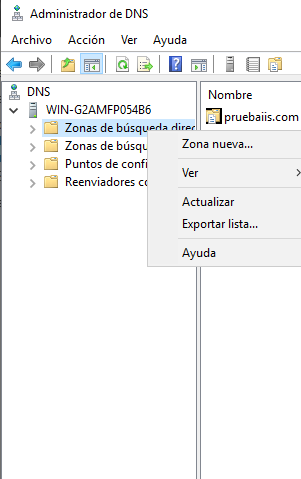 Administrador de DNS
Archivo Acción Ver Ayuda
DNS
WIN-G2AMFP054B6
Zonas de búsqueda direc
Zonas de búsqu
Puntos de confi
Reenviadores co
Nombre
pruebaiis.com
Zona nueva...
Ver
Actualizar
Exportar lista...
Ayuda